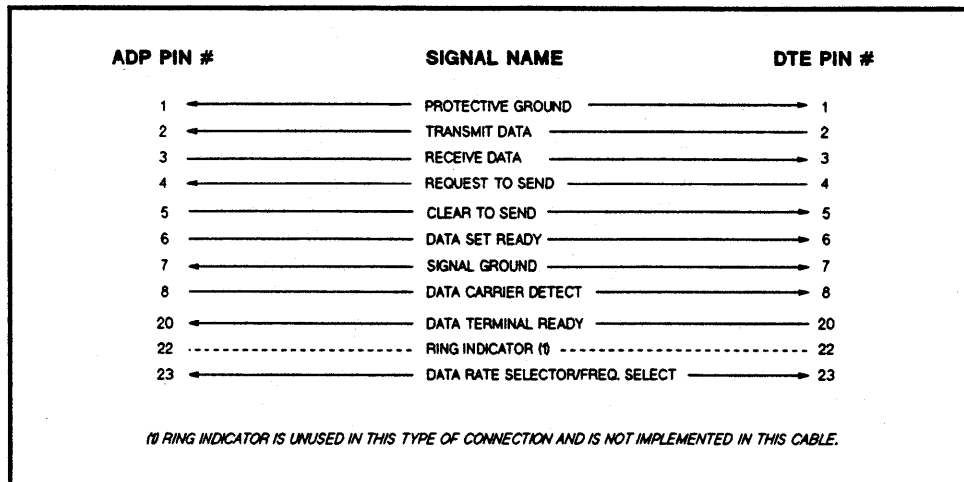 ADP PIN # SIGNAL NAME DTE PIN #
1 PROTECTIVE GROUND 1
2 TRANSMIT DATA 2
3 RECEIVE DATA 3
4 REQUEST TO SEND 4
5 CLEAR TO SEND 5
6 DATA SET READY 6
7 SIGNAL GROUND 7
8 DATA CARRIER DETECT 8
20 DATA TERMINAL READY 20
22 RING INDICATOR (1) 22
23 DATA RATE SELECTOR/FREQ. SELECT 23
(1) RING INDICATOR IS UNUSED IN THIS TYPE OF CONNECTION AND IS NOT IMPLEMENTED IN THIS CABLE.